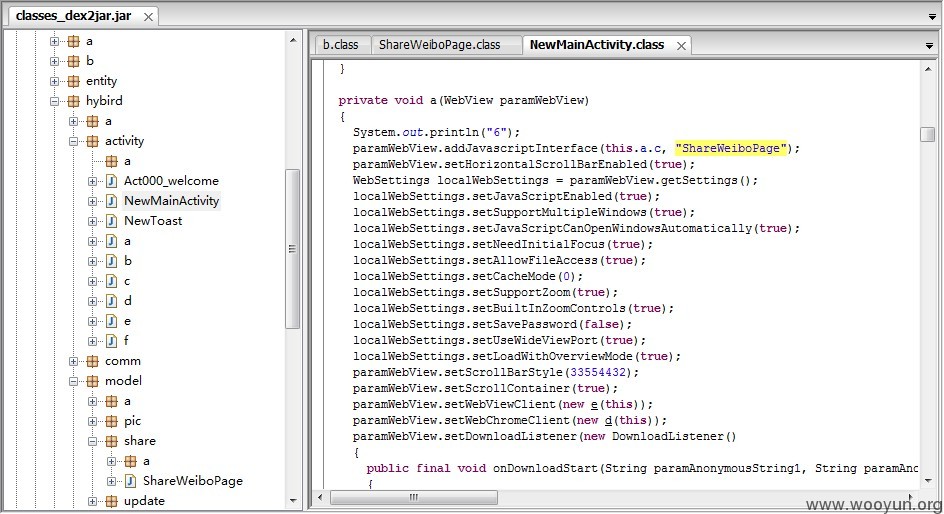 classes_dex2jar.jar
a
b
entity
hybird
a
activity
a
Act000_welcome
NewMainActivity
NewToast
a
b
c
d
e
f
comm
model
a
pic
share
a
ShareWeiboPage
update
b.class
ShareWeiboPage.class
NewMainActivity.class
}
private void a(WebView paramWebView)
{
System.out.println("6");
paramWebView.addJavascriptInterface(this.a.c, "ShareWeiboPage");
paramWebView.setHorizontalScrollBarEnabled(true);
WebSettings localWebSettings = paramWebView.getSettings();
localWebSettings.setJavaScriptEnabled(true);
localWebSettings.setSupportMultipleWindows(true);
localWebSettings.setJavaScriptCanOpenWindowsAutomatically(true);
localWebSettings.setNeedInitialFocus(true);
localWebSettings.setAllowFileAccess(true);
localWebSettings.setCacheMode(0);
localWebSettings.setSupportZoom(true);
localWebSettings.setBuiltInZoomControls(true);
localWebSettings.setSavePassword(false);
localWebSettings.setUseWideViewPort(true);
localWebSettings.setLoadWithOverviewMode(true);
paramWebView.setScrollBarStyle(33554432);
paramWebView.setScrollContainer(true);
paramWebView.setWebViewClient(new e(this));
paramWebView.setWebChromeClient(new d(this));
paramWebView.setDownloadListener(new DownloadListener()
{
public final void onDownloadStart(String paramAnonymousString1, String paramAno
{
www.wooyun.org